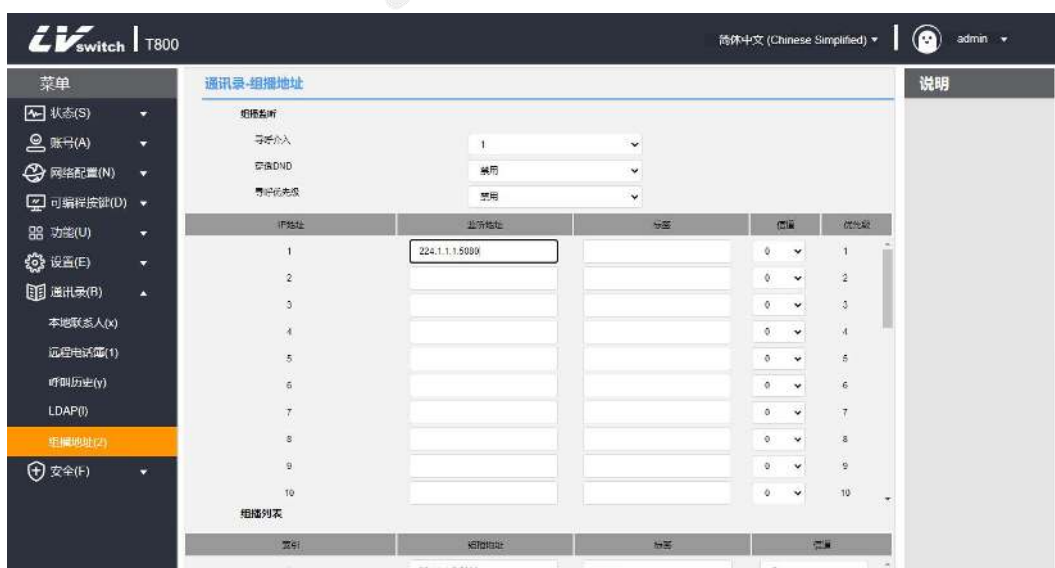 LVswitch | T800
简体中文 (Chinese Simplified)
admin
菜单
状态(S)
账号(A)
网络配置(N)
可编程按键(D)
功能(U)
设置(E)
通讯录(B)
本地联系人(x)
远程电话簿(1)
呼叫历史(y)
LDAP(l)
组播地址(2)
安全(F)
通讯录-组播地址
组播监听
寻呼介入 1
DND 禁用
寻呼优先级 禁用
IP地址 监听地址 标签 信道 优先级
1 224.1.1.1:5099 0 1
2 0 2
3 0 3
4 0 4
5 0 5
6 0 6
7 0 7
8 0 8
9 0 9
10 0 10
组播列表
索引 组播地址 标签 信道
说明